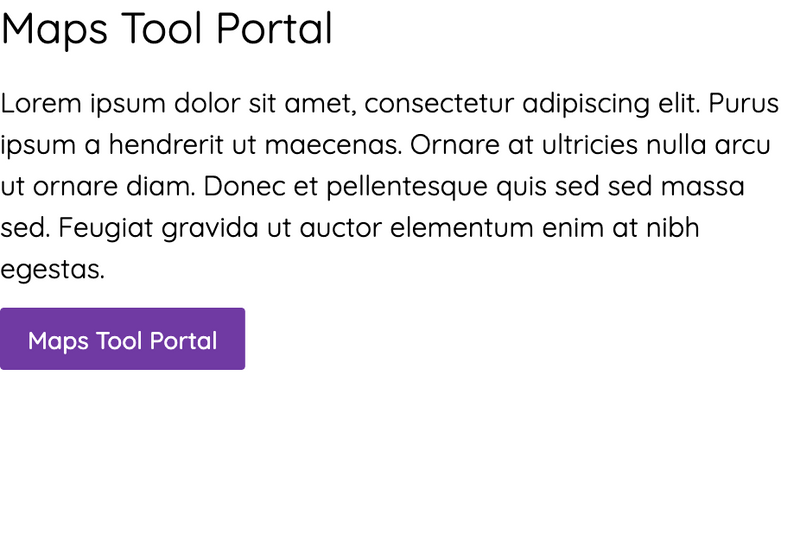 Maps Tool Portal
Lorem ipsum dolor sit amet, consectetur adipiscing elit. Purus
ipsum a hendrerit ut maecenas. Ornare at ultricies nulla arcu
ut ornare diam. Donec et pellentesque quis sed sed massa
sed. Feugiat gravida ut auctor elementum enim at nibh
egestas.
Maps Tool Portal